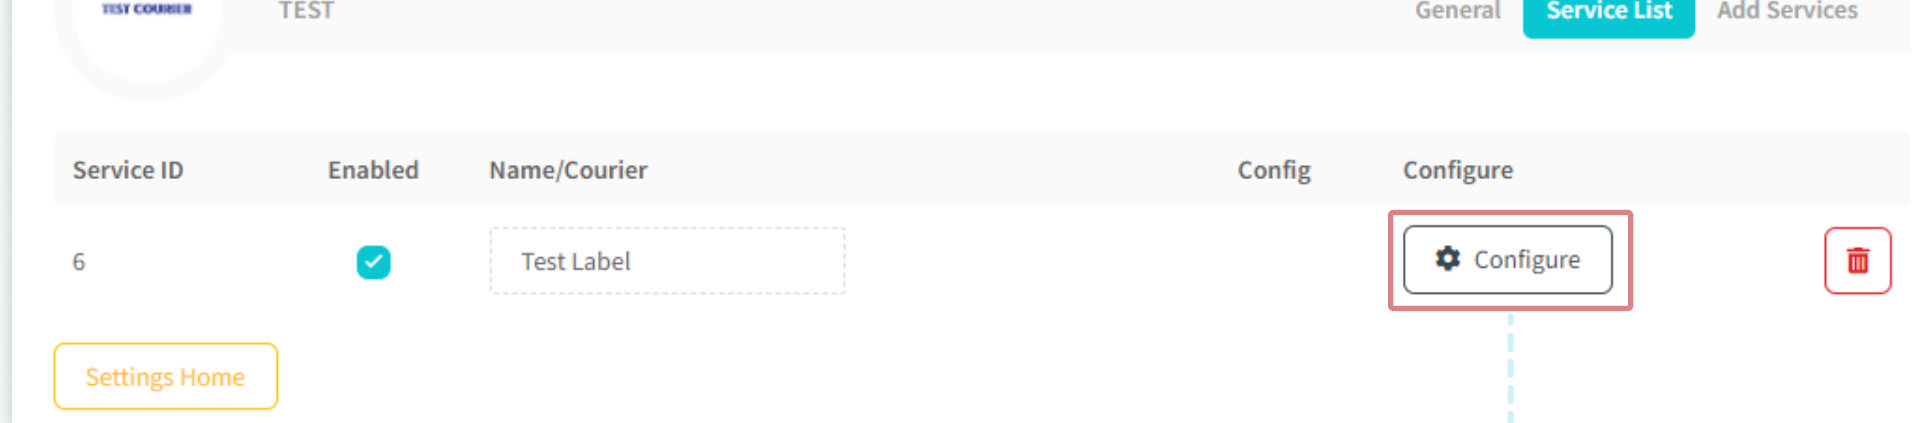 TEST COURIER
TEST
General Service List Add Services
Service ID Enabled Name/Courier Config Configure
6 Test Label Configure
Settings Home